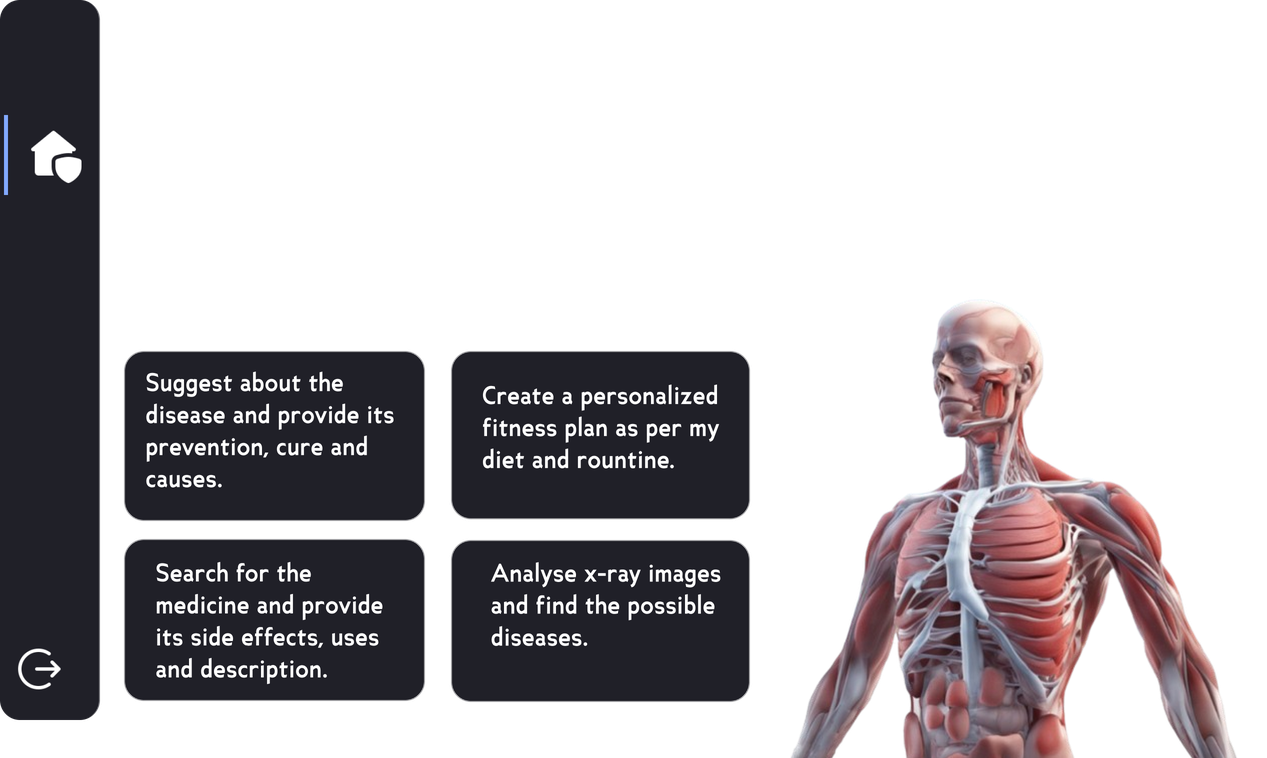 Suggest about the
disease and provide its
prevention, cure and
causes.
Create a personalized
fitness plan as per my
diet and rountine.
Search for the
medicine and provide
its side effects, uses
and description.
Analyse x-ray images
and find the possible
diseases.